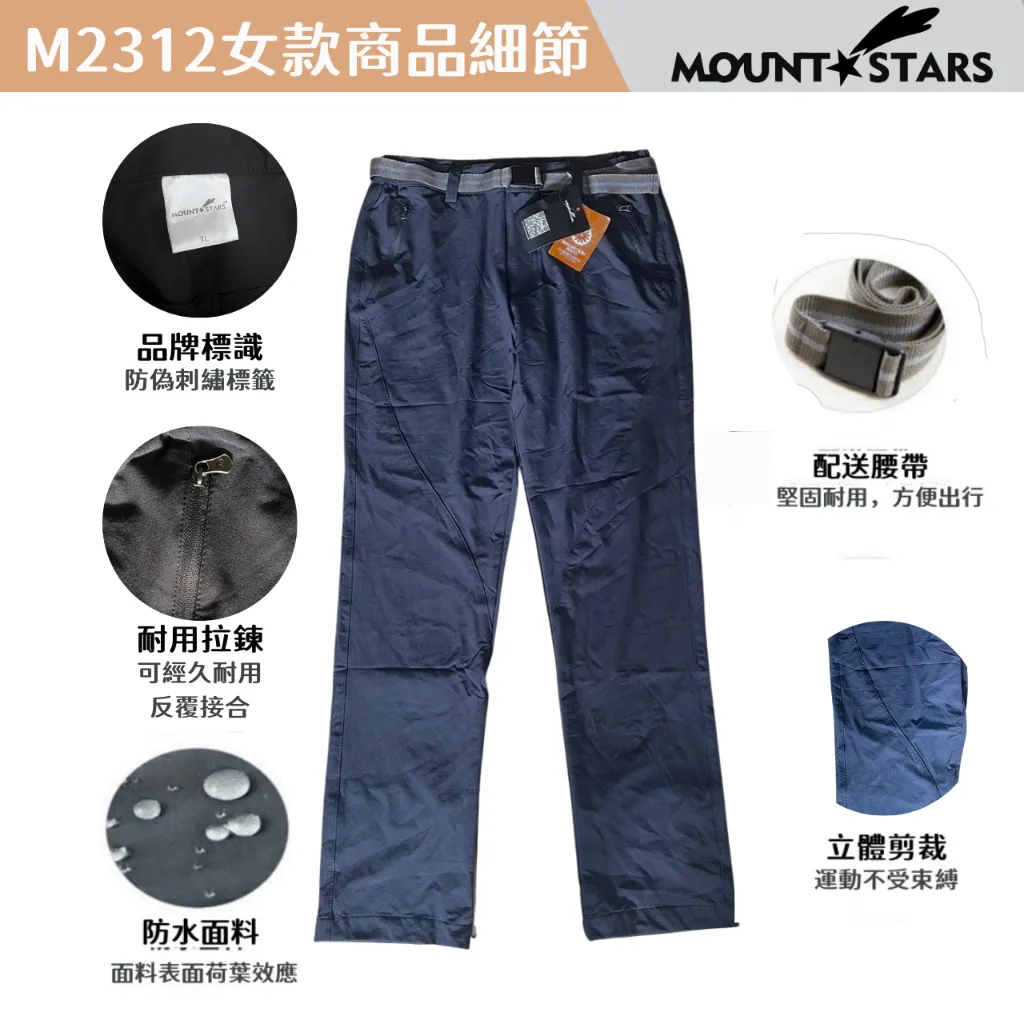 M2312女款商品細節
MOUNT★STARS
MOUNT★STARS
XL
品牌標識
防偽刺繡標籤
耐用拉鍊
可經久耐用
反覆接合
防水面料
面料表面荷葉效應
配送腰帶
堅固耐用，方便出行
立體剪裁
運動不受束縛